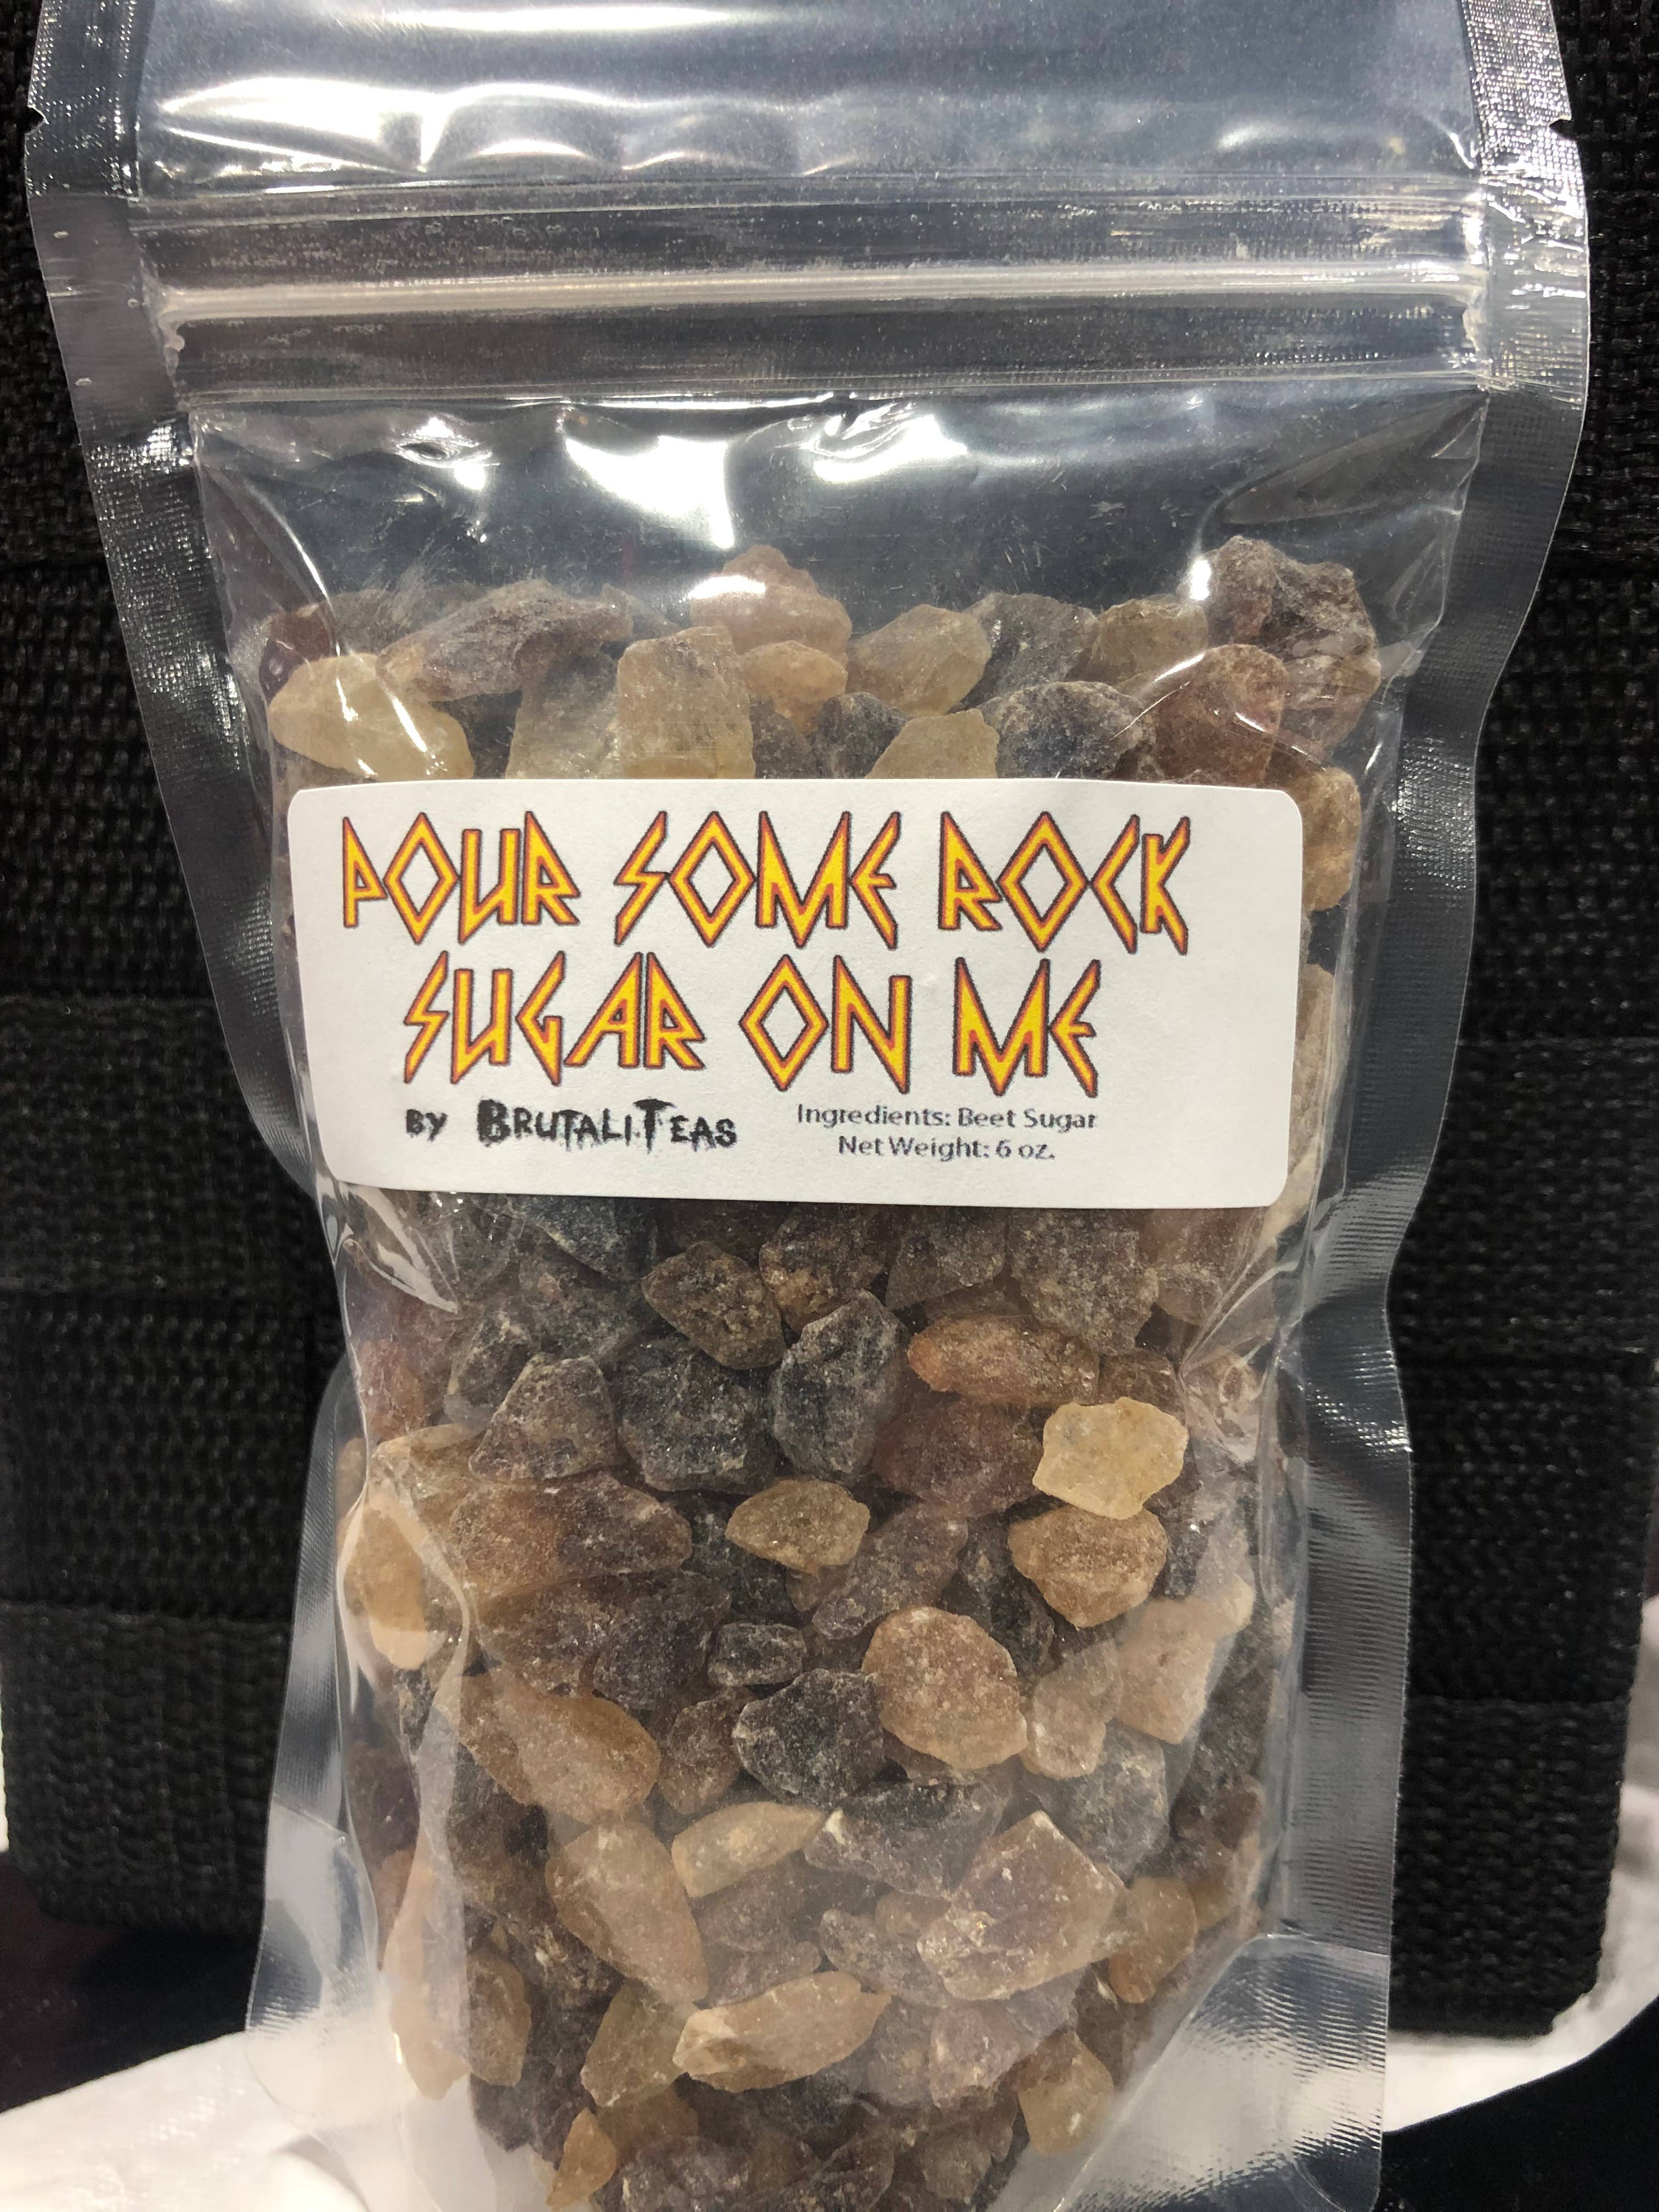 POUR SOME ROCK
SUGAR ON ME
BY BRUTALITEAS
Ingredients: Beet Sugar
Net Weight: 6 oz.